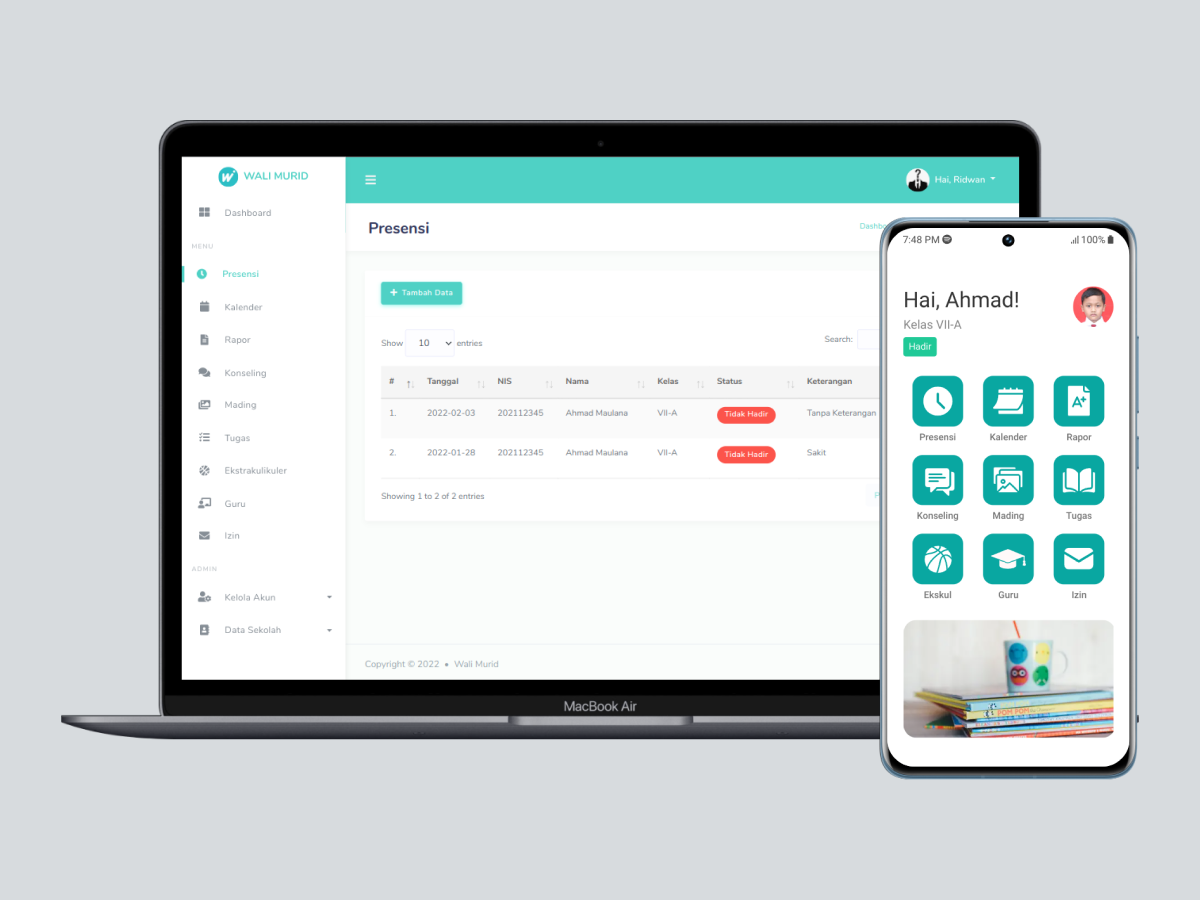 WALI MURID
Hai, Ridwan
Dashboard
MENU
Presensi
Kalender
Rapor
Konseling
Mading
Tugas
Ekstrakulikuler
Guru
Izin
ADMIN
Kelola Akun
Data Sekolah
Presensi
+ Tambah Data
Show 10 entries
Search:
# Tanggal NIS Nama Kelas Status Keterangan
1. 2022-02-03 202112345 Ahmad Maulana VII-A Tidak Hadir Tanpa Keterangan
2. 2022-01-28 202112345 Ahmad Maulana VII-A Tidak Hadir Sakit
Showing 1 to 2 of 2 entries
Copyright © 2022 • Wali Murid
MacBook Air
7:48 PM 100%
Hai, Ahmad!
Kelas VII-A
Hadir
A+
Presensi Kalender Rapor
Konseling Mading Tugas
Ekskul Guru Izin
POM POM